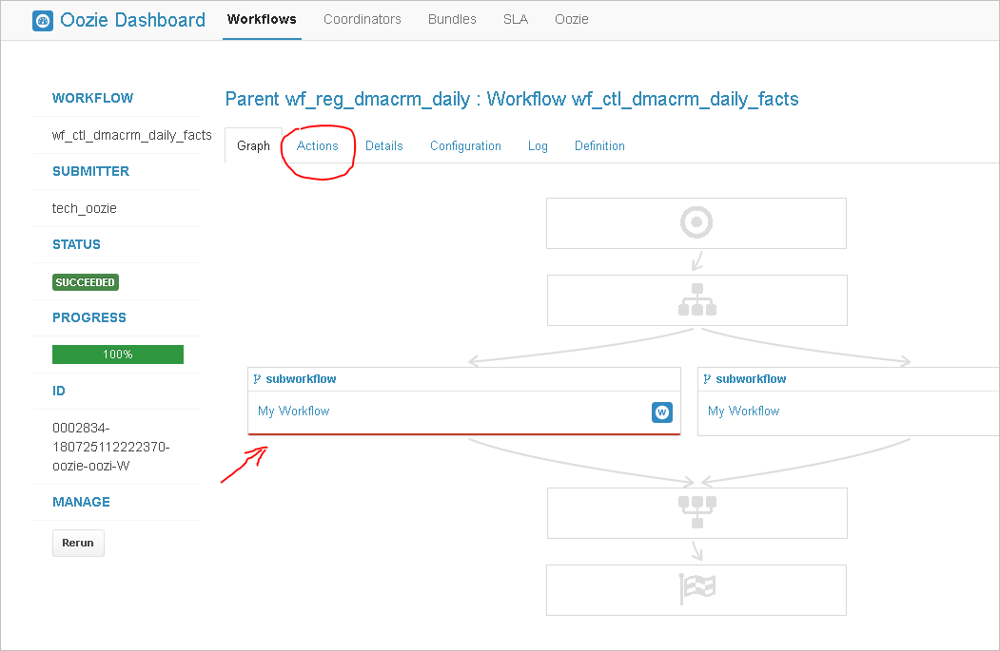 Oozie Dashboard Workflows Coordinators Bundles SLA Oozie
WORKFLOW
wf_ctl_dmacrm_daily_facts
SUBMITTER
tech_oozie
STATUS
SUCCEEDED
PROGRESS
100%
ID
0002834-
180725112222370-
oozie-oozi-W
MANAGE
Rerun
Parent wf_reg_dmacrm_daily : Workflow wf_ctl_dmacrm_daily_facts
Graph Actions Details Configuration Log Definition
subworkflow
My Workflow W
subworkflow
My Workflow